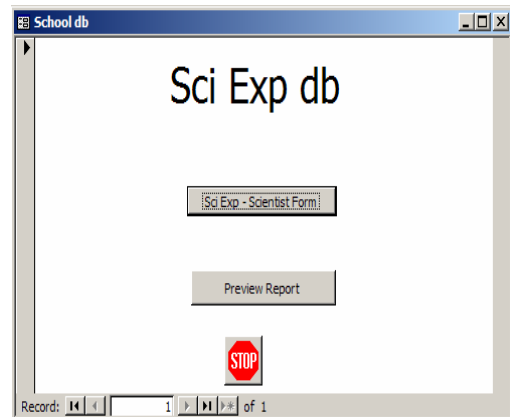 School db
Sci Exp db
Sci Exp - Scientist Form
Preview Report
STOP
Record: 1 of 1